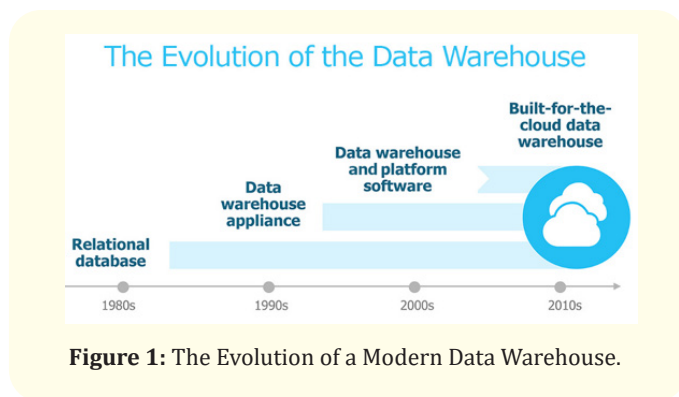 The Evolution of the Data Warehouse
Built-for-the-
cloud data
warehouse
Data warehouse
and platform
software
Data
warehouse
appliance
Relational
database
1980s
1990s
2000s
2010s
Figure 1: The Evolution of a Modern Data Warehouse.